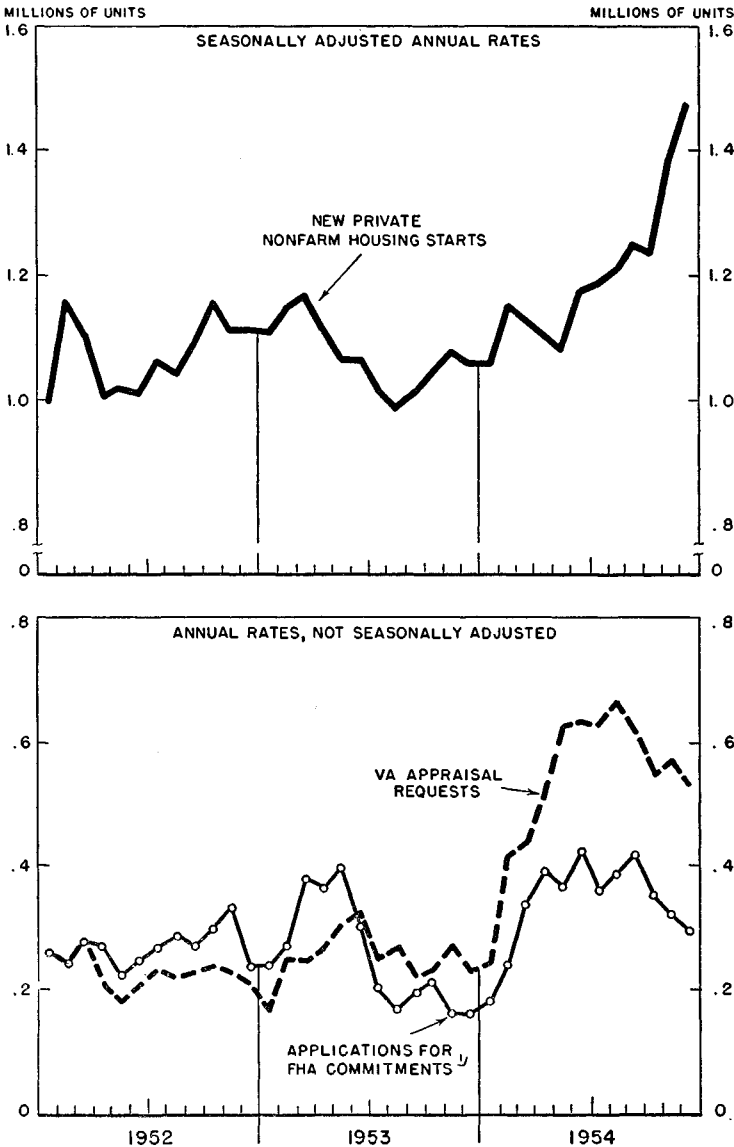 MILLIONS OF UNITS MILLIONS OF UNITS
1.6 1.6
SEASONALLY ADJUSTED ANNUAL RATES
1.4 1.4
NEW PRIVATE
NONFARM HOUSING STARTS
1.2 1.2
1.0 1.0
.8 .8
0 0
.8 .8
ANNUAL RATES, NOT SEASONALLY ADJUSTED
.6 .6
VA APPRAISAL
REQUESTS
.4 .4
.2 .2
APPLICATIONS FOR
FHA COMMITMENTS 1/
0 0
1952 1953 1954